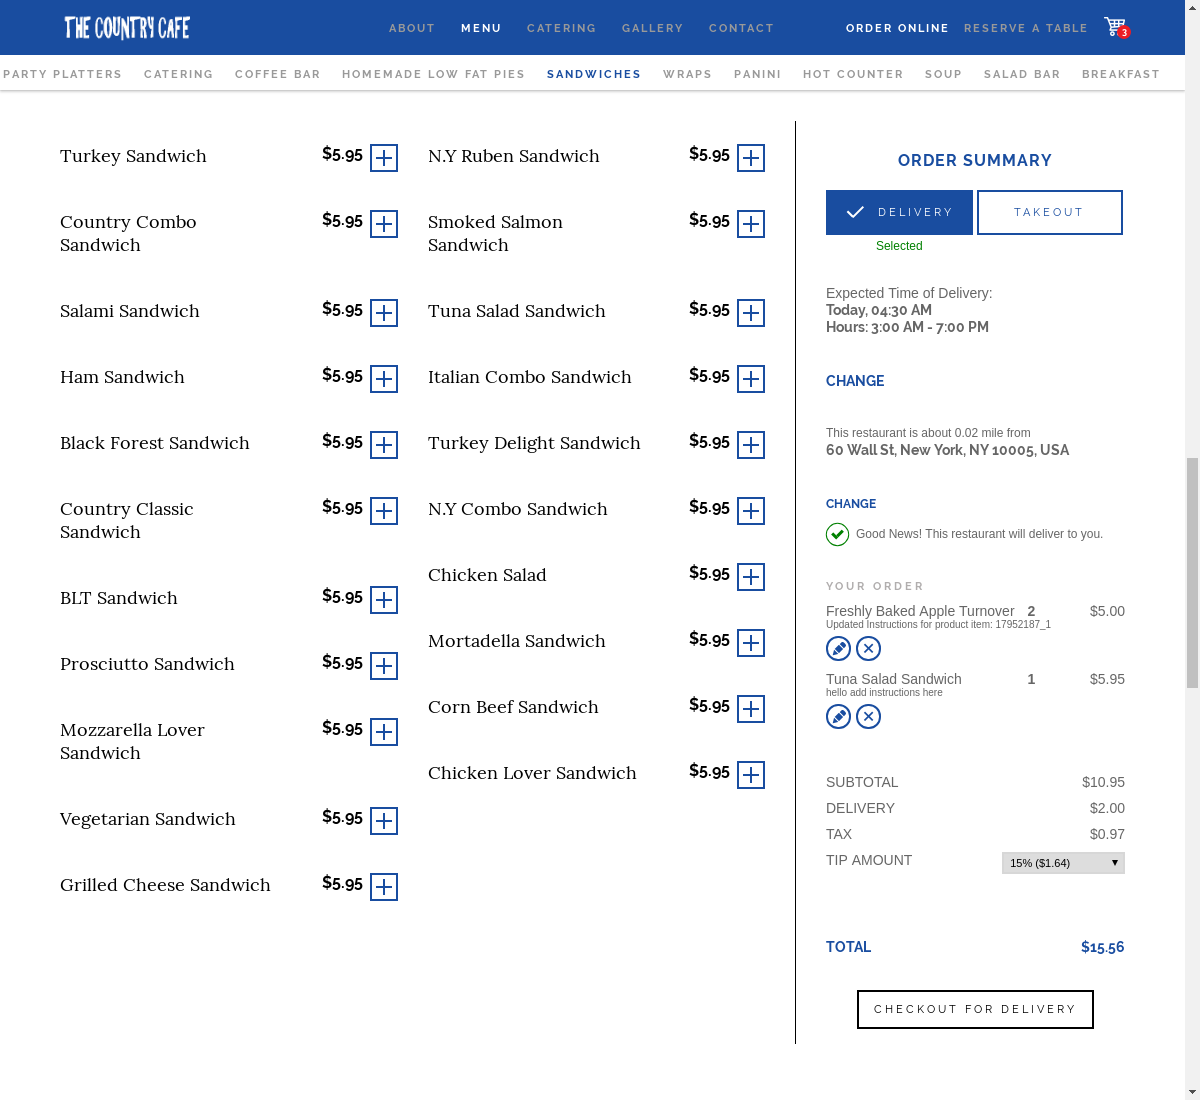 THE COUNTRY CAFE
ABOUT MENU CATERING GALLERY CONTACT ORDER ONLINE RESERVE A TABLE 3
PARTY PLATTERS CATERING COFFEE BAR HOMEMADE LOW FAT PIES SANDWICHES WRAPS PANINI HOT COUNTER SOUP SALAD BAR BREAKFAST
Turkey Sandwich $5.95
Country Combo
Sandwich $5.95
Salami Sandwich $5.95
Ham Sandwich $5.95
Black Forest Sandwich $5.95
Country Classic
Sandwich $5.95
BLT Sandwich $5.95
Prosciutto Sandwich $5.95
Mozzarella Lover
Sandwich $5.95
Vegetarian Sandwich $5.95
Grilled Cheese Sandwich $5.95
N.Y Ruben Sandwich $5.95
Smoked Salmon
Sandwich $5.95
Tuna Salad Sandwich $5.95
Italian Combo Sandwich $5.95
Turkey Delight Sandwich $5.95
N.Y Combo Sandwich $5.95
Chicken Salad $5.95
Mortadella Sandwich $5.95
Corn Beef Sandwich $5.95
Chicken Lover Sandwich $5.95
ORDER SUMMARY
DELIVERY TAKEOUT
Selected
Expected Time of Delivery:
Today, 04:30 AM
Hours: 3:00 AM - 7:00 PM
CHANGE
This restaurant is about 0.02 mile from
60 Wall St, New York, NY 10005, USA
CHANGE
Good News! This restaurant will deliver to you.
YOUR ORDER
Freshly Baked Apple Turnover 2 $5.00
Updated Instructions for product item: 17952187_1
Tuna Salad Sandwich 1 $5.95
hello add instructions here
SUBTOTAL $10.95
DELIVERY $2.00
TAX $0.97
TIP AMOUNT 15% ($1.64)
TOTAL $15.56
CHECKOUT FOR DELIVERY